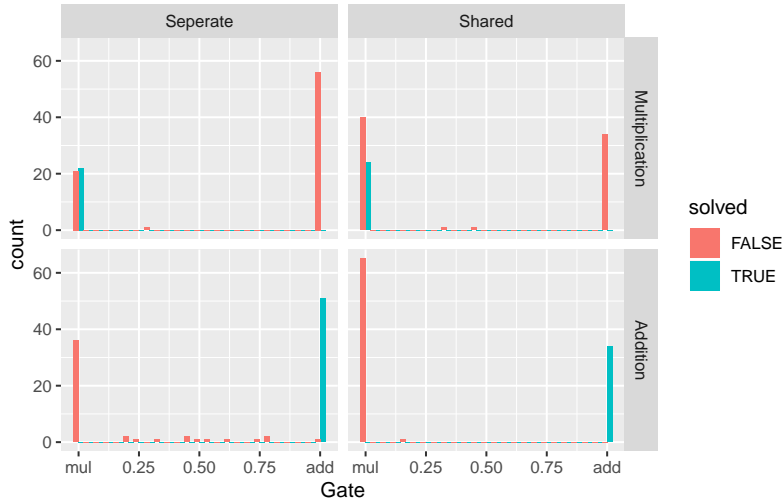 Seperate
Shared
60
40
20
0
Multiplication
60
40
20
0
Addition
count
mul
0.25
0.50
0.75
add
mul
0.25
0.50
0.75
add
Gate
solved
FALSE
TRUE